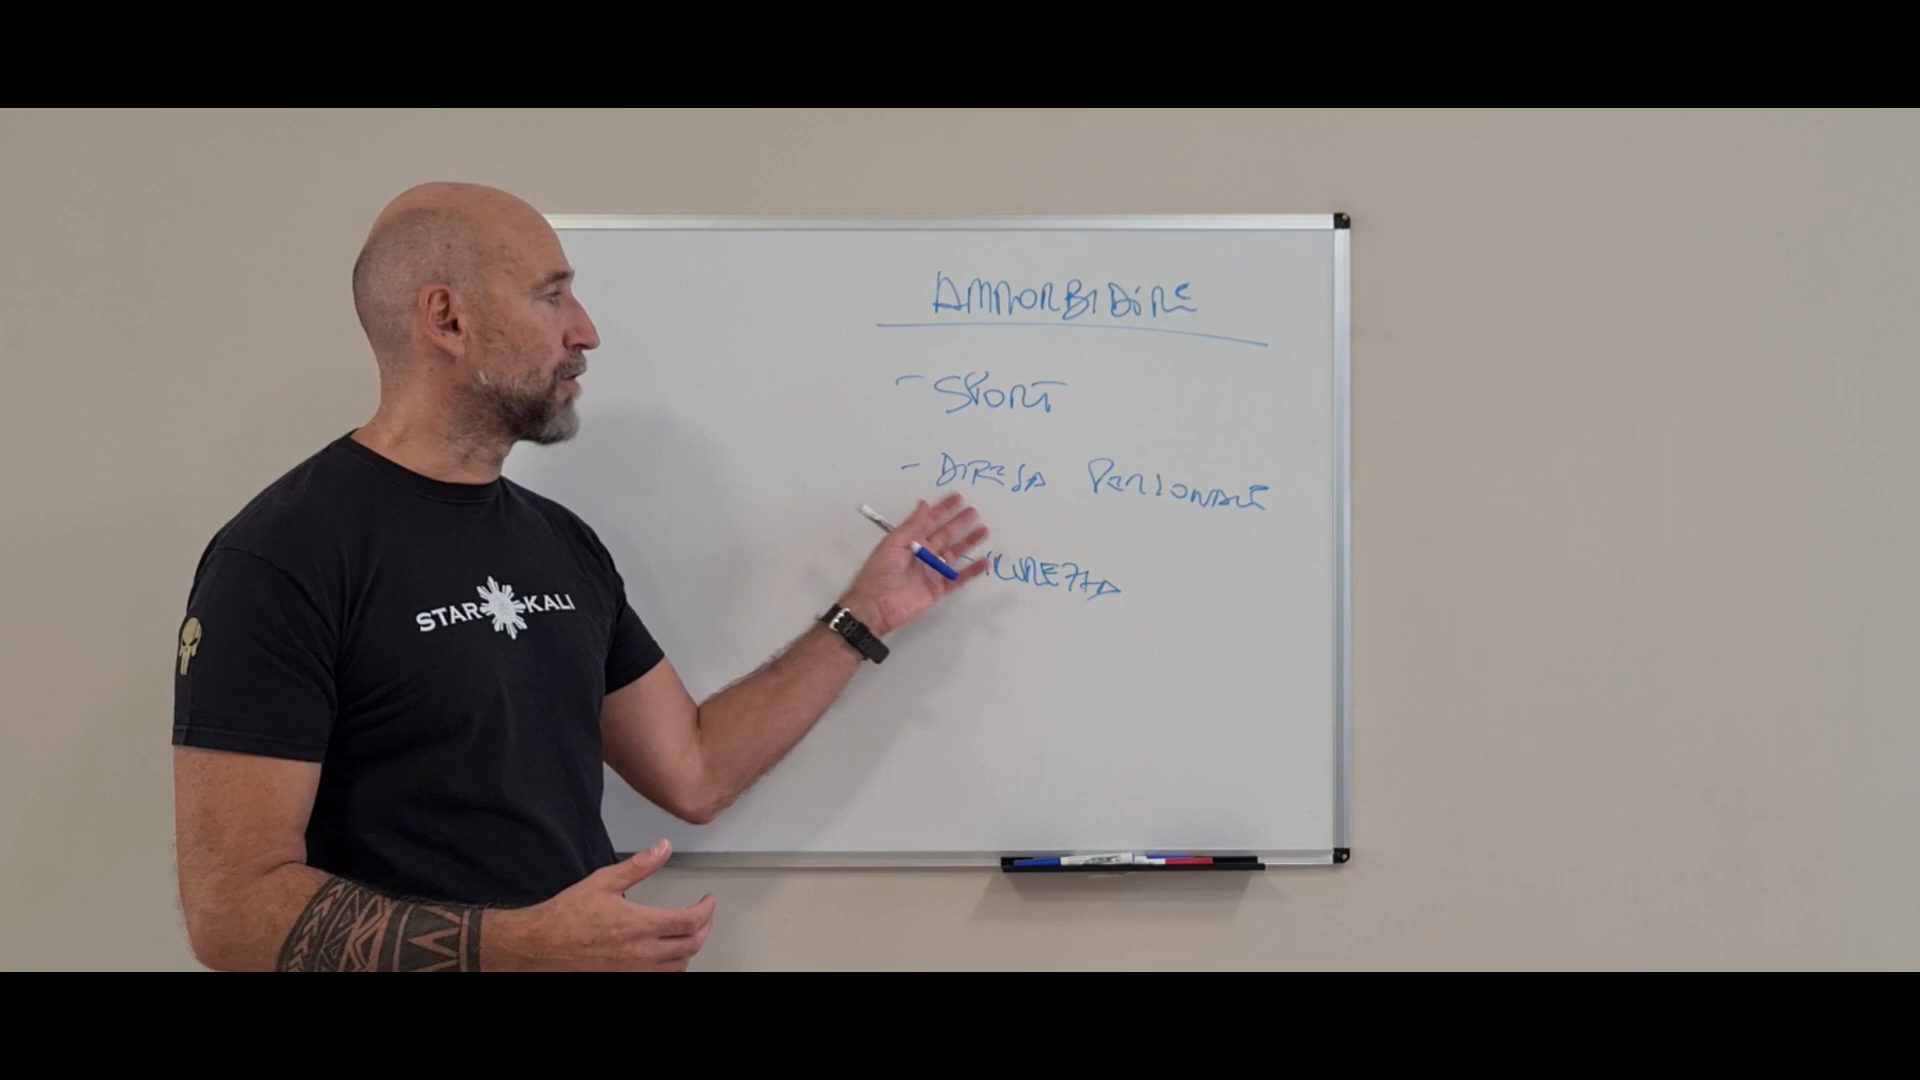 AMMORBIDIRE
- SPORT
- DIFESA PERSONALE
- SICUREZZA
STAR KALI